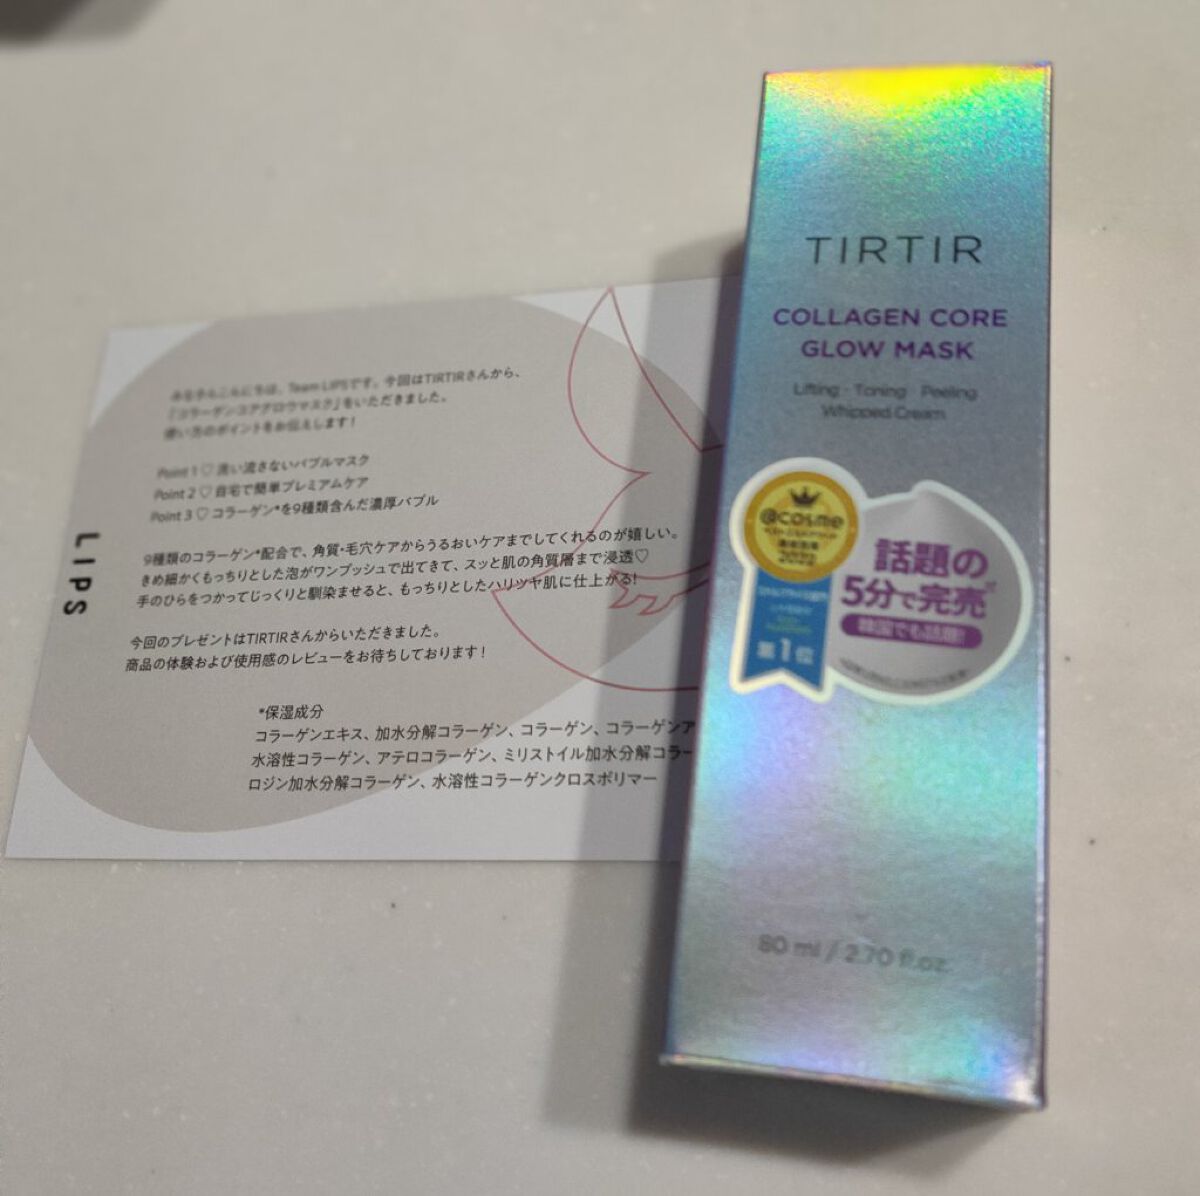 LIPS
みなさんこんにちは、Team LIPSです。今回はTIRTIRさんから、
「コラーゲンコアグロウマスク」をいただきました。
使い方のポイントをお伝えします！
Point 1 ♡ 洗い流さないバブルマスク
Point 2 ♡ 自宅で簡単プレミアムケア
Point 3 ♡ コラーゲン*を9種類含んだ濃厚バブル
9種類のコラーゲン*配合で、角質・毛穴ケアからうるおいケアまでしてくれるのが嬉しい。
きめ細かくもっちりとした泡がワンプッシュで出てきて、スッと肌の角質層まで浸透♡
手のひらをつかってじっくりと馴染ませると、もっちりとしたハリツヤ肌に仕上がる！
今回のプレゼントはTIRTIRさんからいただきました。
商品の体験および使用感のレビューをお待ちしております！
*保湿成分
コラーゲンエキス、加水分解コラーゲン、コラーゲン、コラーゲンア
水溶性コラーゲン、アテロコラーゲン、ミリストイル加水分解コラー
ロジン加水分解コラーゲン、水溶性コラーゲンクロスポリマー
TIRTIR
COLLAGEN CORE
GLOW MASK
Lifting · Toning · Peeling
Whipped Cream
@cosme
第1位
話題の
5分で完売
韓国でも話題!
80 ml / 2.70 fl.oz.